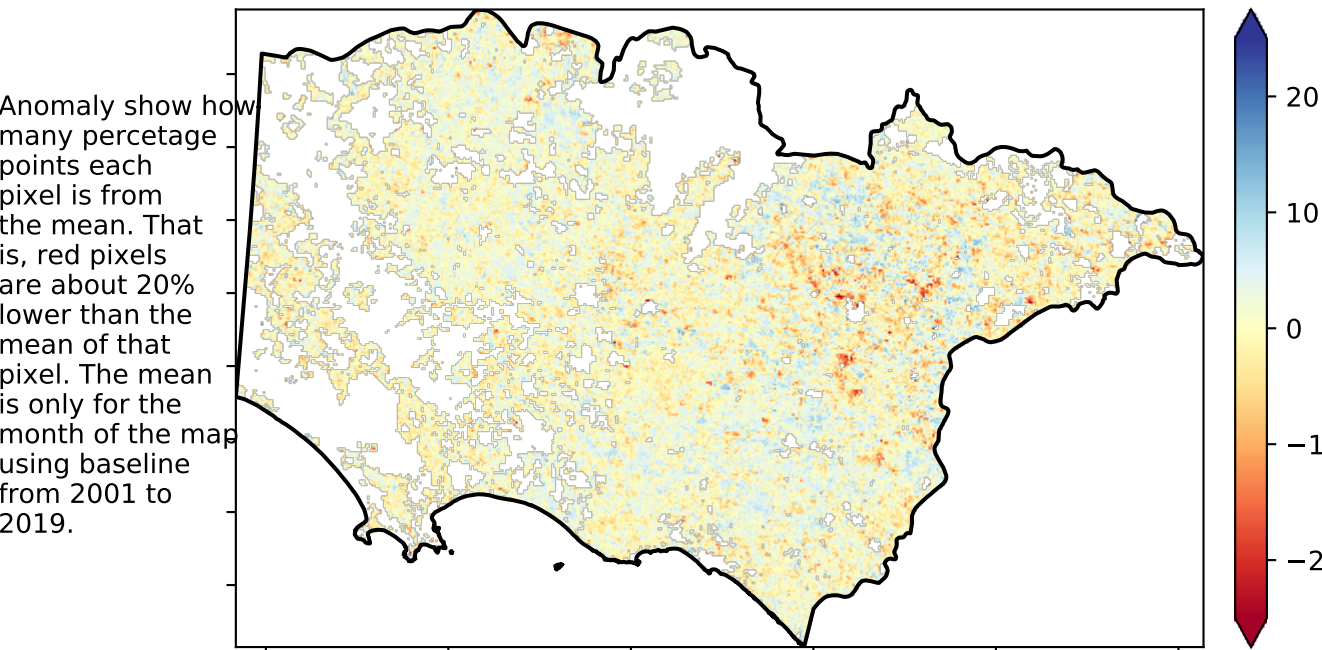 Anomaly show how
many percetage
points each
pixel is from
the mean. That
is, red pixels
are about 20%
lower than the
mean of that
pixel. The mean
is only for the
month of the map
using baseline
from 2001 to
2019.
20
10
0
−1
−2